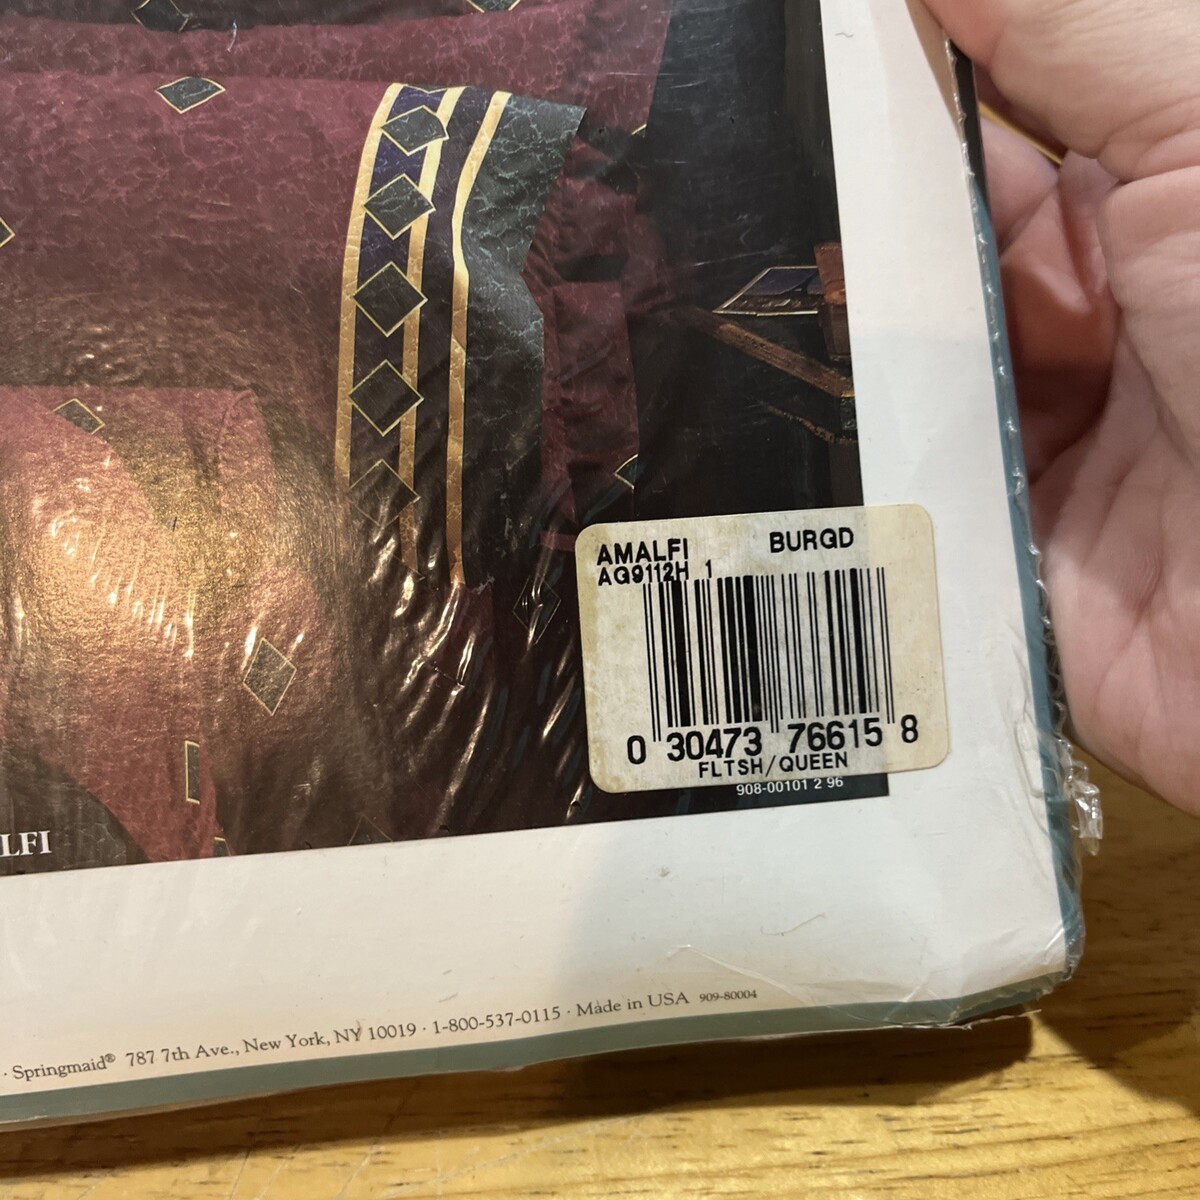 AMALFI BURGD
AG9112H 1
0 30473 76615 8
FLTSH/QUEEN
908-00101 2 96
LFI
· Springmaid® 787 7th Ave., New York, NY 10019 · 1-800-537-0115 · Made in USA 909-80004